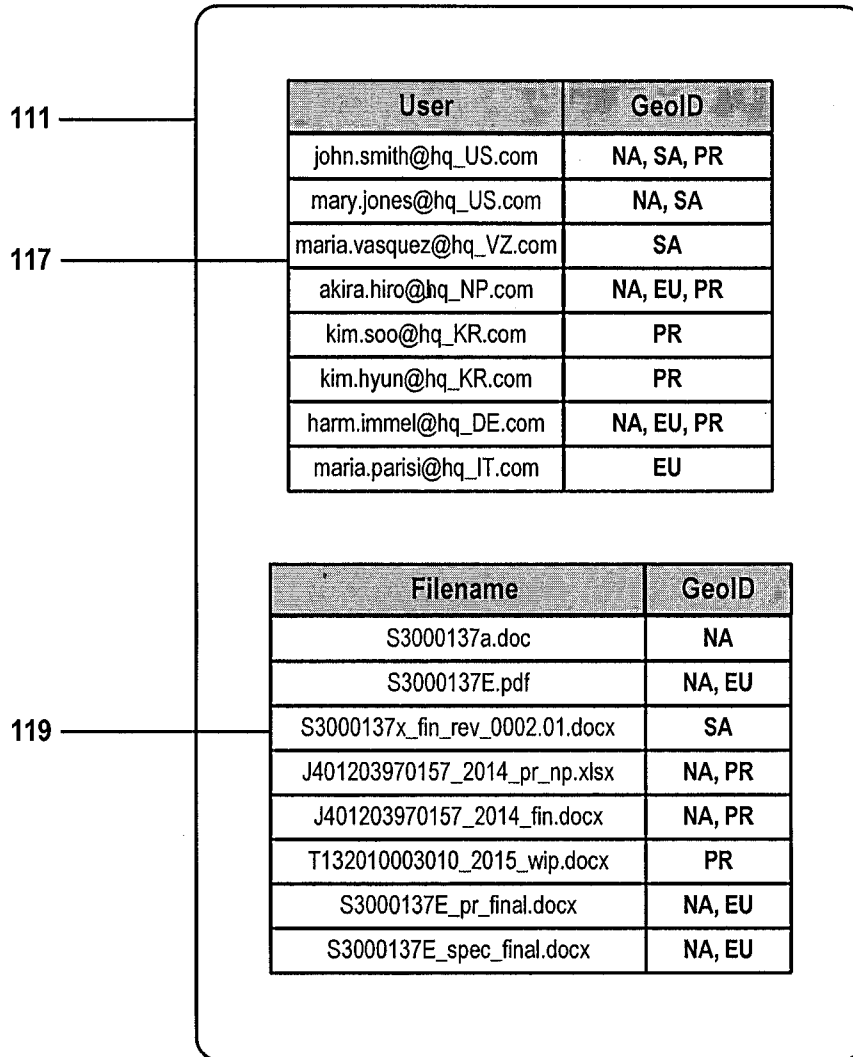 111
117
119
User GeoID
john.smith@hq_US.com NA, SA, PR
mary.jones@hq_US.com NA, SA
maria.vasquez@hq_VZ.com SA
akira.hiro@hq_NP.com NA, EU, PR
kim.soo@hq_KR.com PR
kim.hyun@hq_KR.com PR
harm.immel@hq_DE.com NA, EU, PR
maria.parisi@hq_IT.com EU
Filename GeoID
S3000137a.doc NA
S3000137E.pdf NA, EU
S3000137x_fin_rev_0002.01.docx SA
J401203970157_2014_pr_np.xlsx NA, PR
J401203970157_2014_fin.docx NA, PR
T132010003010_2015_wip.docx PR
S3000137E_pr_final.docx NA, EU
S3000137E_spec_final.docx NA, EU